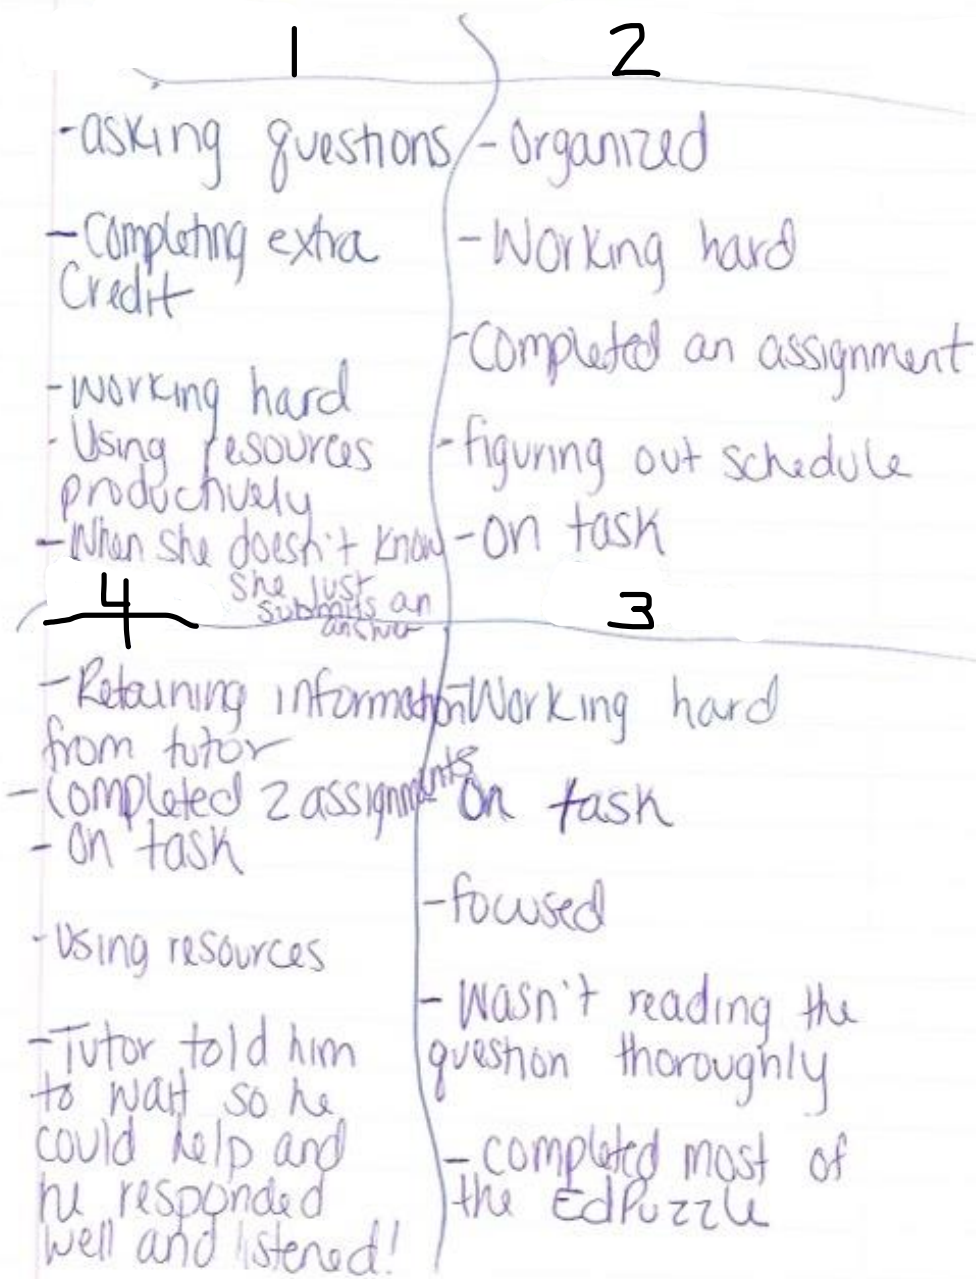 1
- asking questions
- Completing extra
Credit
- working hard
- Using resources
productively
- When she doesn't know
she just
submits an
answer
2
- organized
- Working hard
- Completed an assignment
- figuring out schedule
- on task
4
- Retaining information
from tutor
- completed 2 assignments
- on task
- Using resources
- Tutor told him
to wait so he
could help and
he responded
well and listened!
3
- Working hard
on task
- focused
- Wasn't reading the
question thoroughly
- completed most of
the EdPuzzle